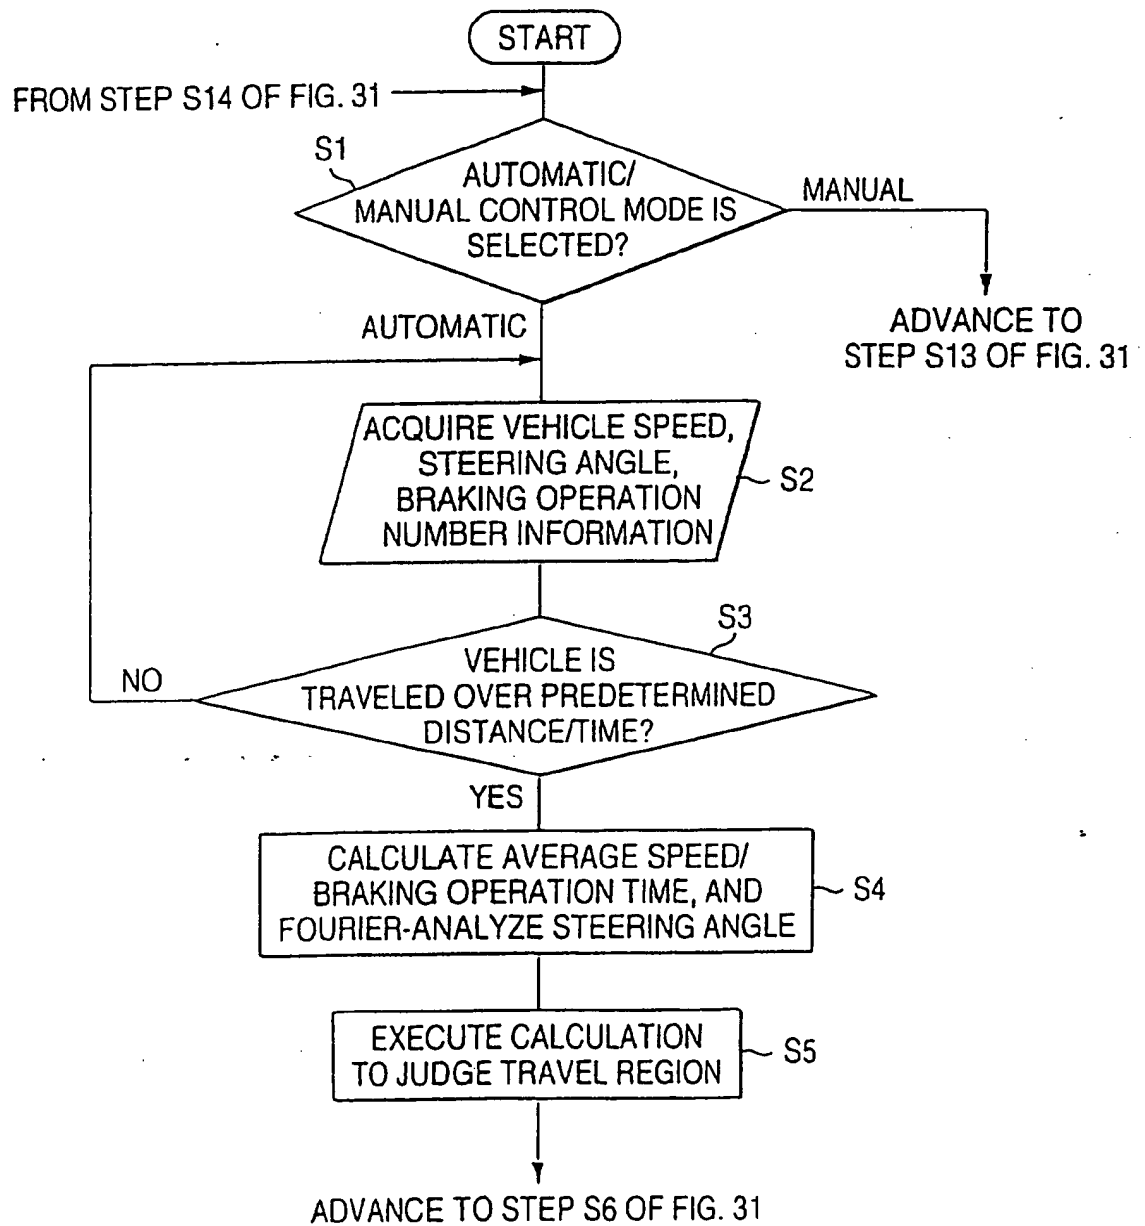 START
FROM STEP S14 OF FIG. 31
S1
AUTOMATIC/
MANUAL CONTROL MODE IS
SELECTED?
MANUAL
ADVANCE TO
STEP S13 OF FIG. 31
AUTOMATIC
ACQUIRE VEHICLE SPEED,
STEERING ANGLE,
BRAKING OPERATION
NUMBER INFORMATION
S2
S3
VEHICLE IS
TRAVELED OVER PREDETERMINED
DISTANCE/TIME?
NO
YES
CALCULATE AVERAGE SPEED/
BRAKING OPERATION TIME, AND
FOURIER-ANALYZE STEERING ANGLE
S4
EXECUTE CALCULATION
TO JUDGE TRAVEL REGION
S5
ADVANCE TO STEP S6 OF FIG. 31